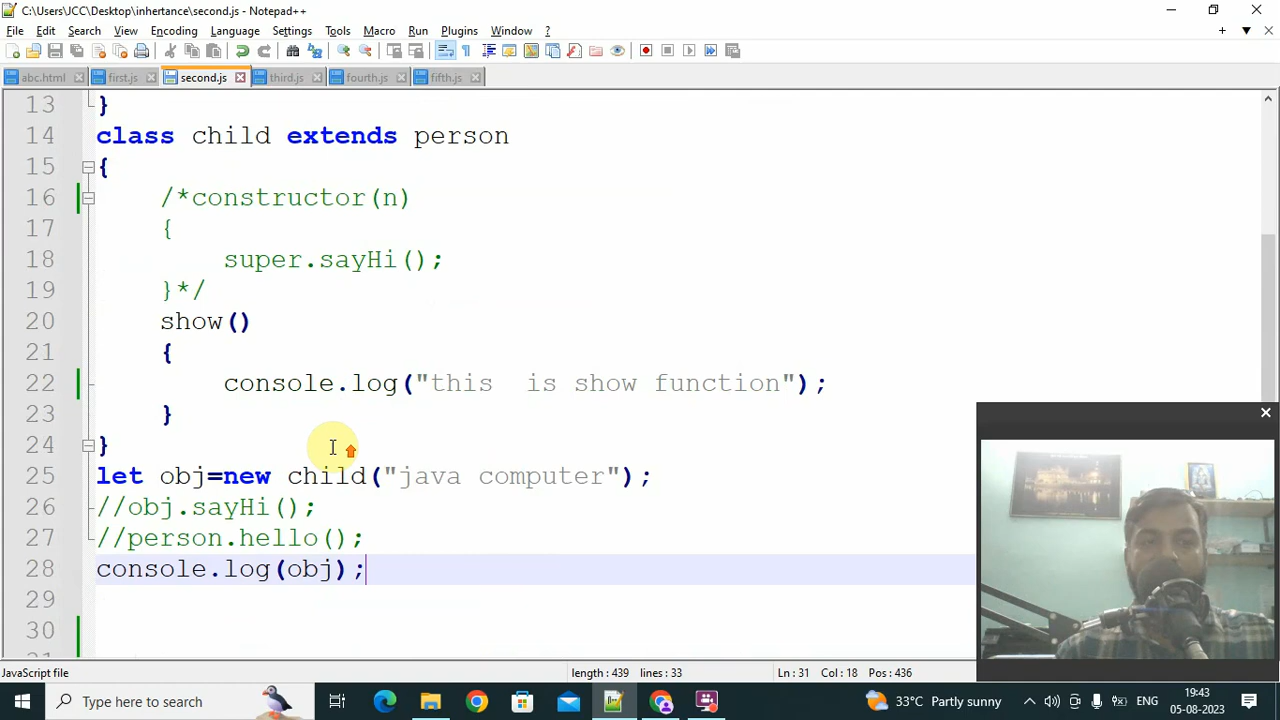 C:\Users\JCC\Desktop\inhertance\second.js - Notepad++
File Edit Search View Encoding Language Settings Tools Macro Run Plugins Window ?
abc.html first.js second.js third.js fourth.js fifth.js
13 }
14 class child extends person
15 {
16 /*constructor(n)
17 {
18 super.sayHi();
19 }*/
20 show()
21 {
22 console.log("this  is show function");
23 }
24 }
25 let obj=new child("java computer");
26 //obj.sayHi();
27 //person.hello();
28 console.log(obj);
29
30
JavaScript file length : 439 lines : 33 Ln : 31 Col : 18 Pos : 436
Type here to search 33°C Partly sunny ENG 19:43
05-08-2023